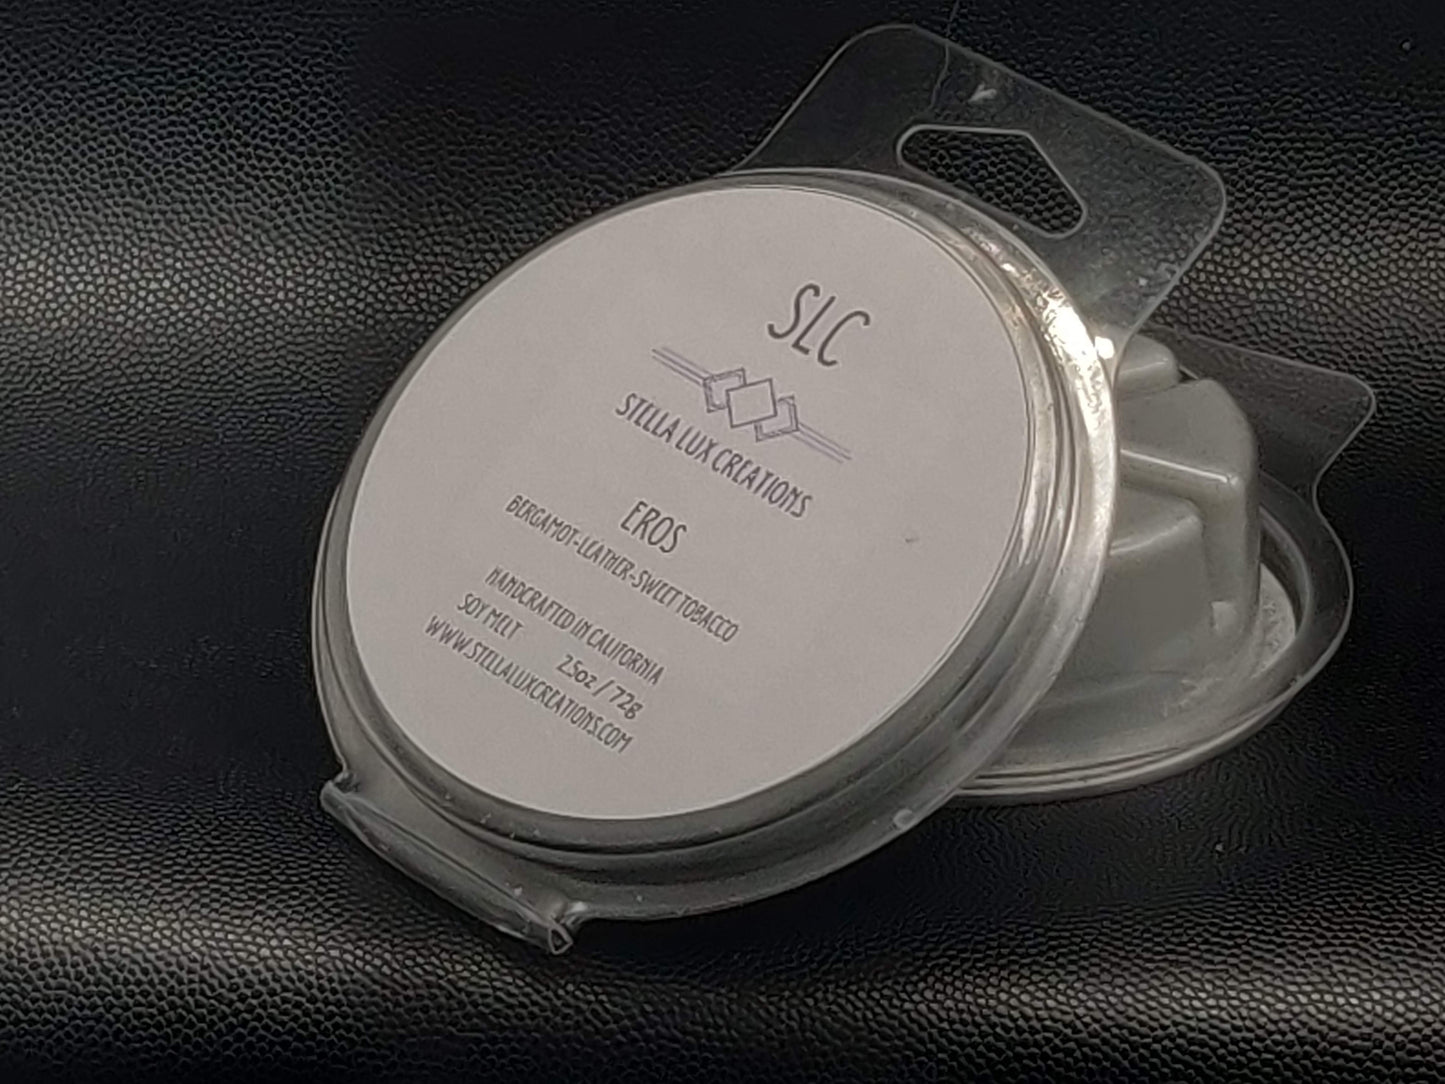 SLC
STELLA LUX CREATIONS
EROS
BERGAMOT-LEATHER-SWEET TOBACCO
HANDCRAFTED IN CALIFORNIA
SOY MELT 2.5oz / 72g
WWW.STELLALUXCREATIONS.COM